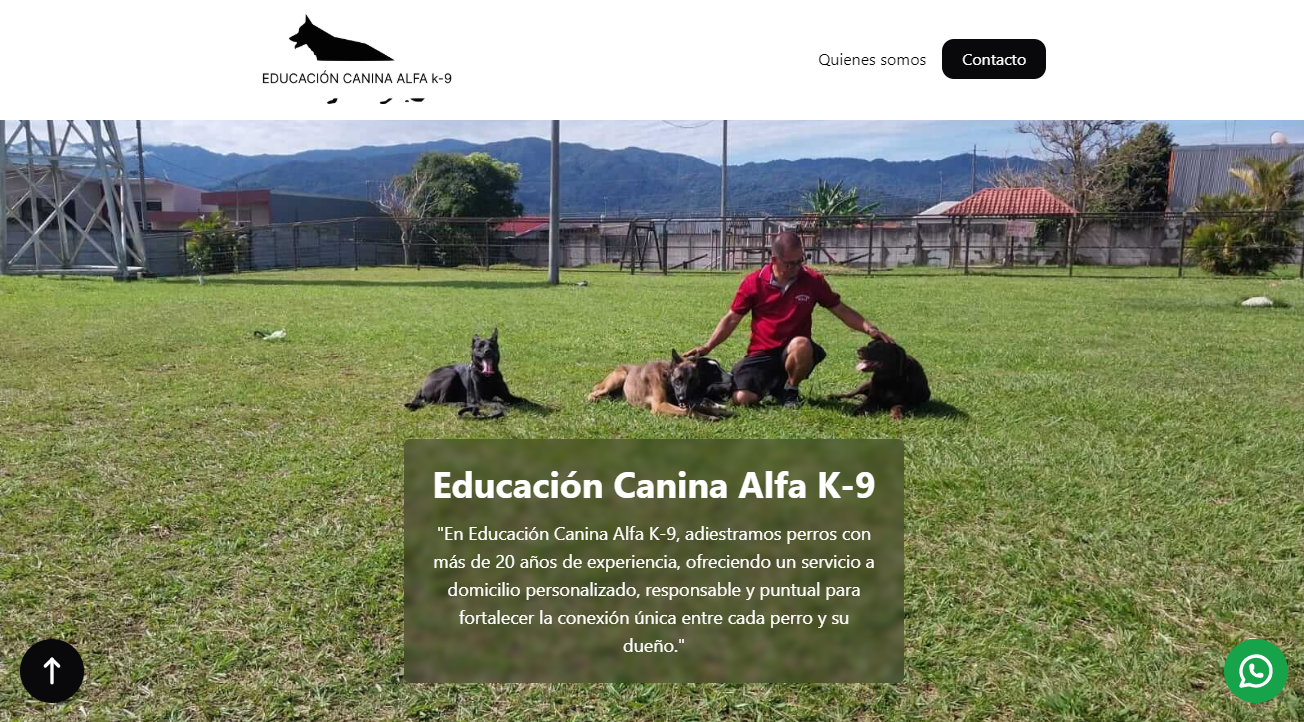 EDUCACIÓN CANINA ALFA k-9
Quienes somos
Contacto
Educación Canina Alfa K-9
"En Educación Canina Alfa K-9, adiestramos perros con
más de 20 años de experiencia, ofreciendo un servicio a
domicilio personalizado, responsable y puntual para
fortalecer la conexión única entre cada perro y su
dueño."